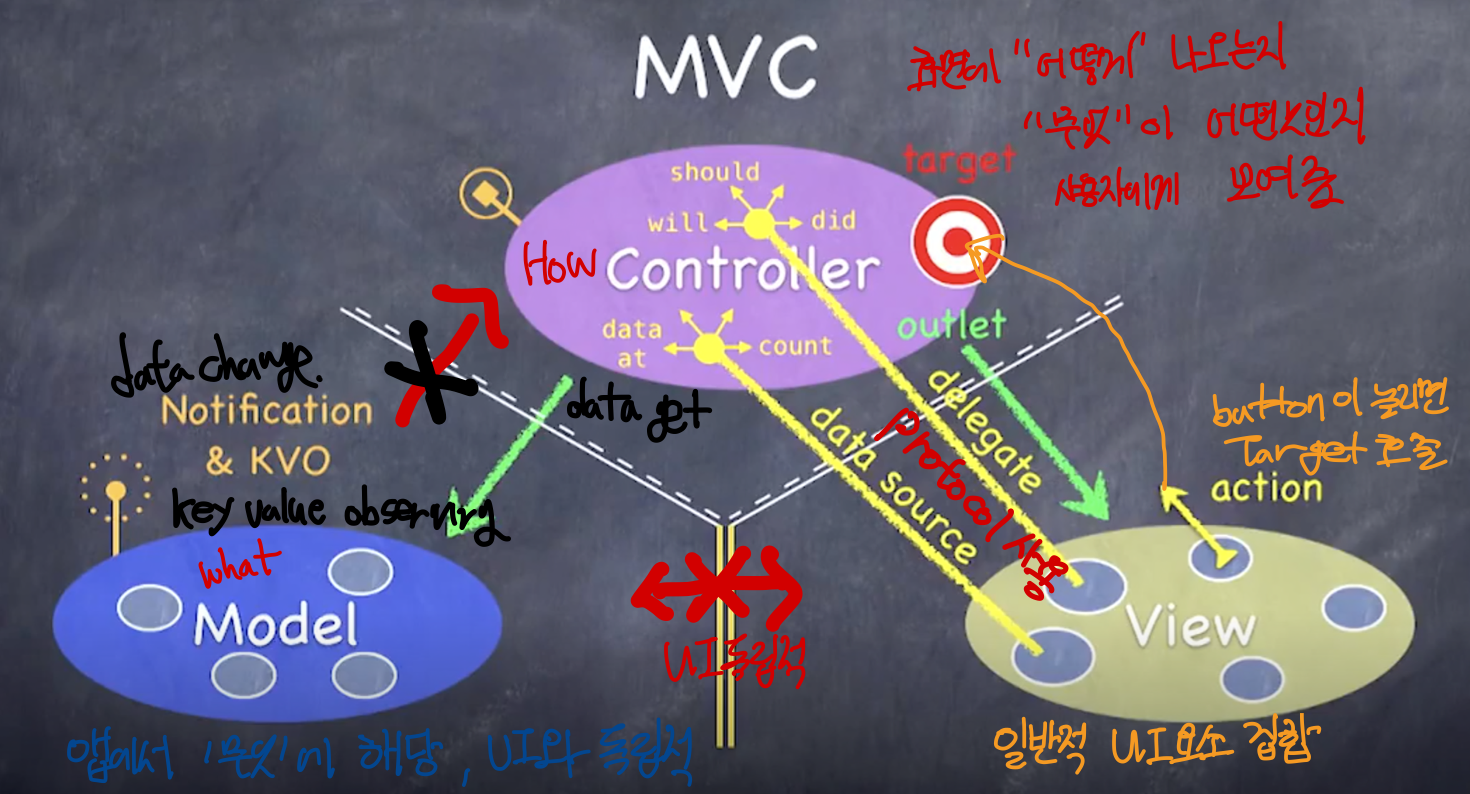 MVC
화면에 "어떻게" 나오는지
"무엇"이 어떤것인지
사용자에게 보여줌
target
should
will
did
How Controller
data
at
count
outlet
data change.
Notification
& KVO
key value observing
data get
delegate
data source
protocol 사용
button이 눌리면
Target 호출
action
what
Model
UI독립적
View
앱에서 '무엇'에 해당, UI와 독립적
일반적 UI요소 집합